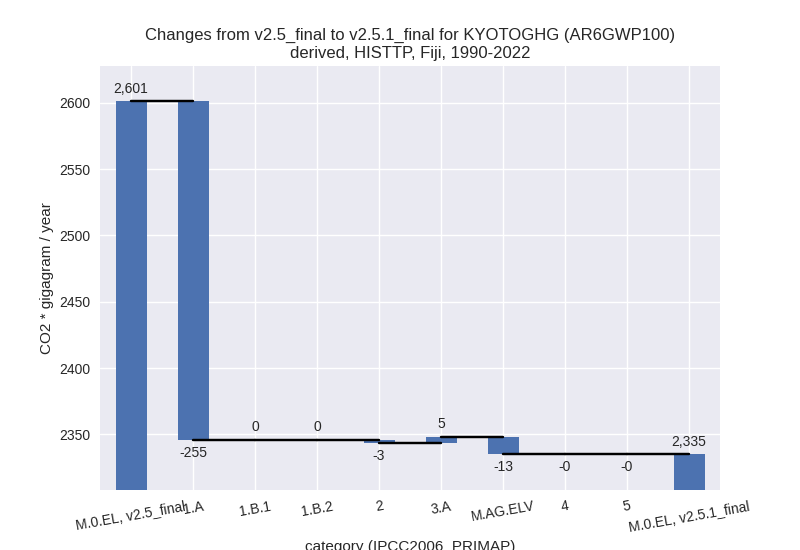 Changes from v2.5_final to v2.5.1_final for KYOTOGHG (AR6GWP100)
derived, HISTTP, Fiji, 1990-2022
2,601
2600
2550
2500
2450
2400
2350
CO2 * gigagram / year
-255
0
0
-3
5
-13
-0
-0
2,335
M.0.EL, v2.5_final
1.A
1.B.1
1.B.2
2
3.A
M.AG.ELV
4
5
M.0.EL, v2.5.1_final
category (IPCC2006_PRIMAP)